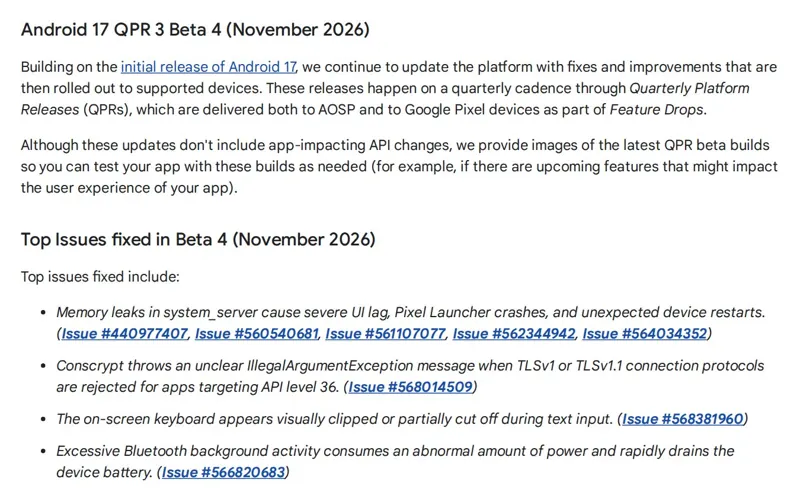 Android 17 QPR 3 Beta 4 (November 2026)
Building on the initial release of Android 17, we continue to update the platform with fixes and improvements that are
then rolled out to supported devices. These releases happen on a quarterly cadence through Quarterly Platform
Releases (QPRs), which are delivered both to AOSP and to Google Pixel devices as part of Feature Drops.
Although these updates don't include app-impacting API changes, we provide images of the latest QPR beta builds
so you can test your app with these builds as needed (for example, if there are upcoming features that might impact
the user experience of your app).
Top Issues fixed in Beta 4 (November 2026)
Top issues fixed include:
• Memory leaks in system_server cause severe UI lag, Pixel Launcher crashes, and unexpected device restarts.
(Issue #440977407, Issue #560540681, Issue #561107077, Issue #562344942, Issue #564034352)
• Conscrypt throws an unclear IllegalArgumentException message when TLSv1 or TLSv1.1 connection protocols
are rejected for apps targeting API level 36. (Issue #568014509)
• The on-screen keyboard appears visually clipped or partially cut off during text input. (Issue #568381960)
• Excessive Bluetooth background activity consumes an abnormal amount of power and rapidly drains the
device battery. (Issue #566820683)